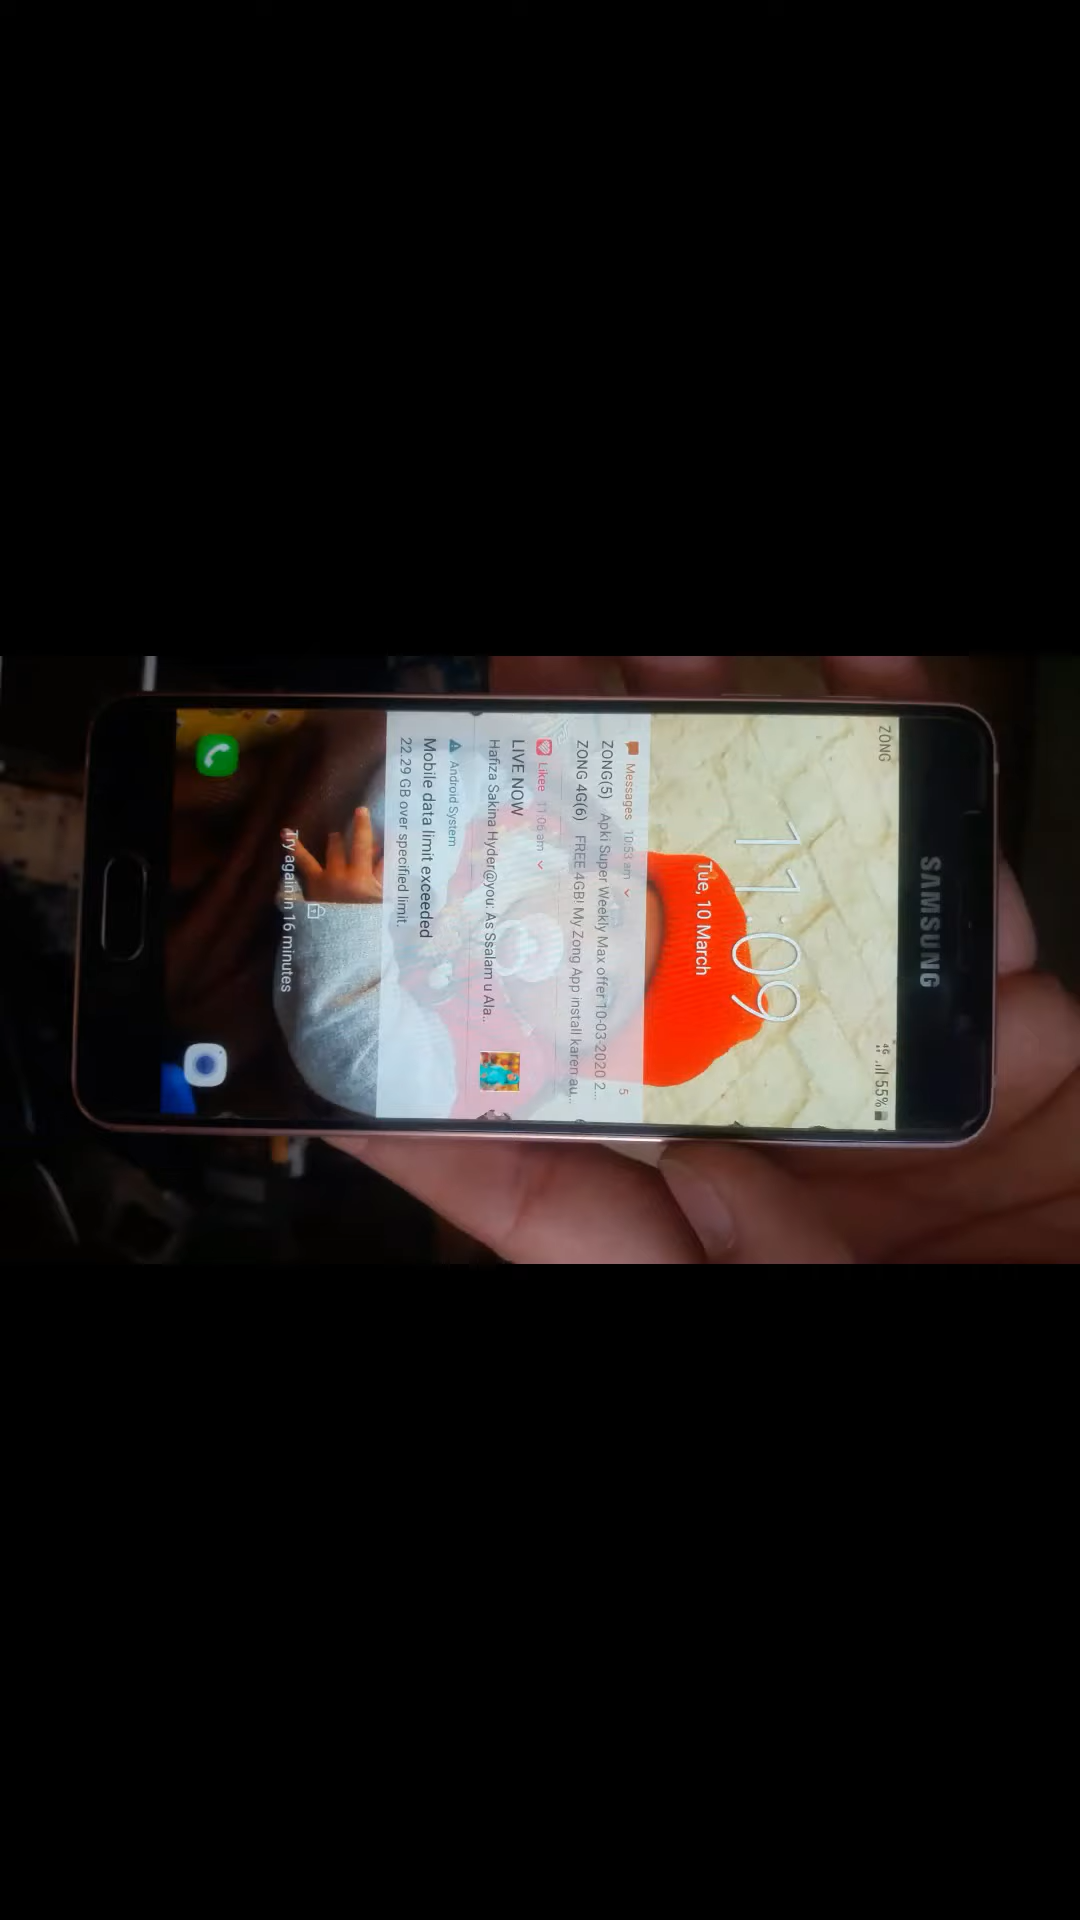 SAMSUNG
ZONG
4G 55%
11:09
Tue, 10 March
Messages 10:53 am
5
ZONG(5) Apki Super Weekly Max offer 10-03-2020 2...
ZONG 4G(6) FREE 4GB! My Zong App install karen au...
Likee 11:06 am
LIVE NOW
Hafiza Sakina Hyder@you: As Ssalam u Ala..
Android System
Mobile data limit exceeded
22.29 GB over specified limit.
Try again in 16 minutes